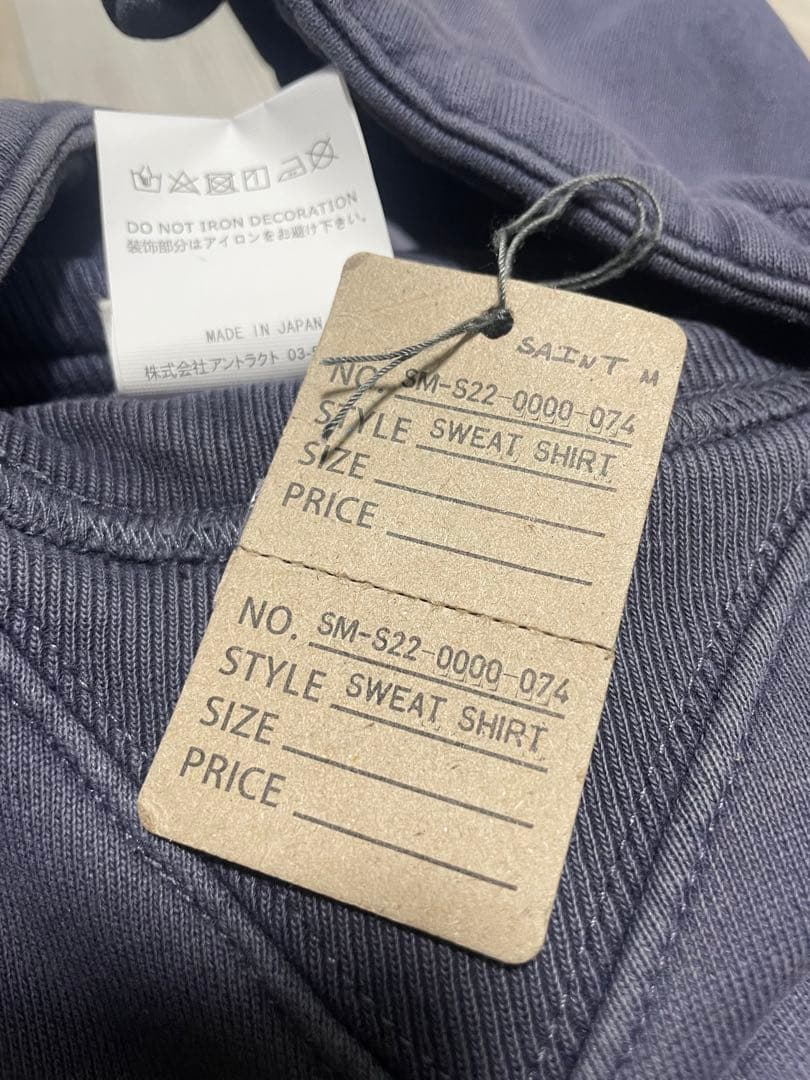 DO NOT IRON DECORATION
装飾部分はアイロンをお避け下さい。
MADE IN JAPAN
株式会社アントラクト 03-
SAINT M
NO. SM-S22-0000-074
STYLE SWEAT SHIRT
SIZE
PRICE
NO. SM-S22-0000-074
STYLE SWEAT SHIRT
SIZE
PRICE